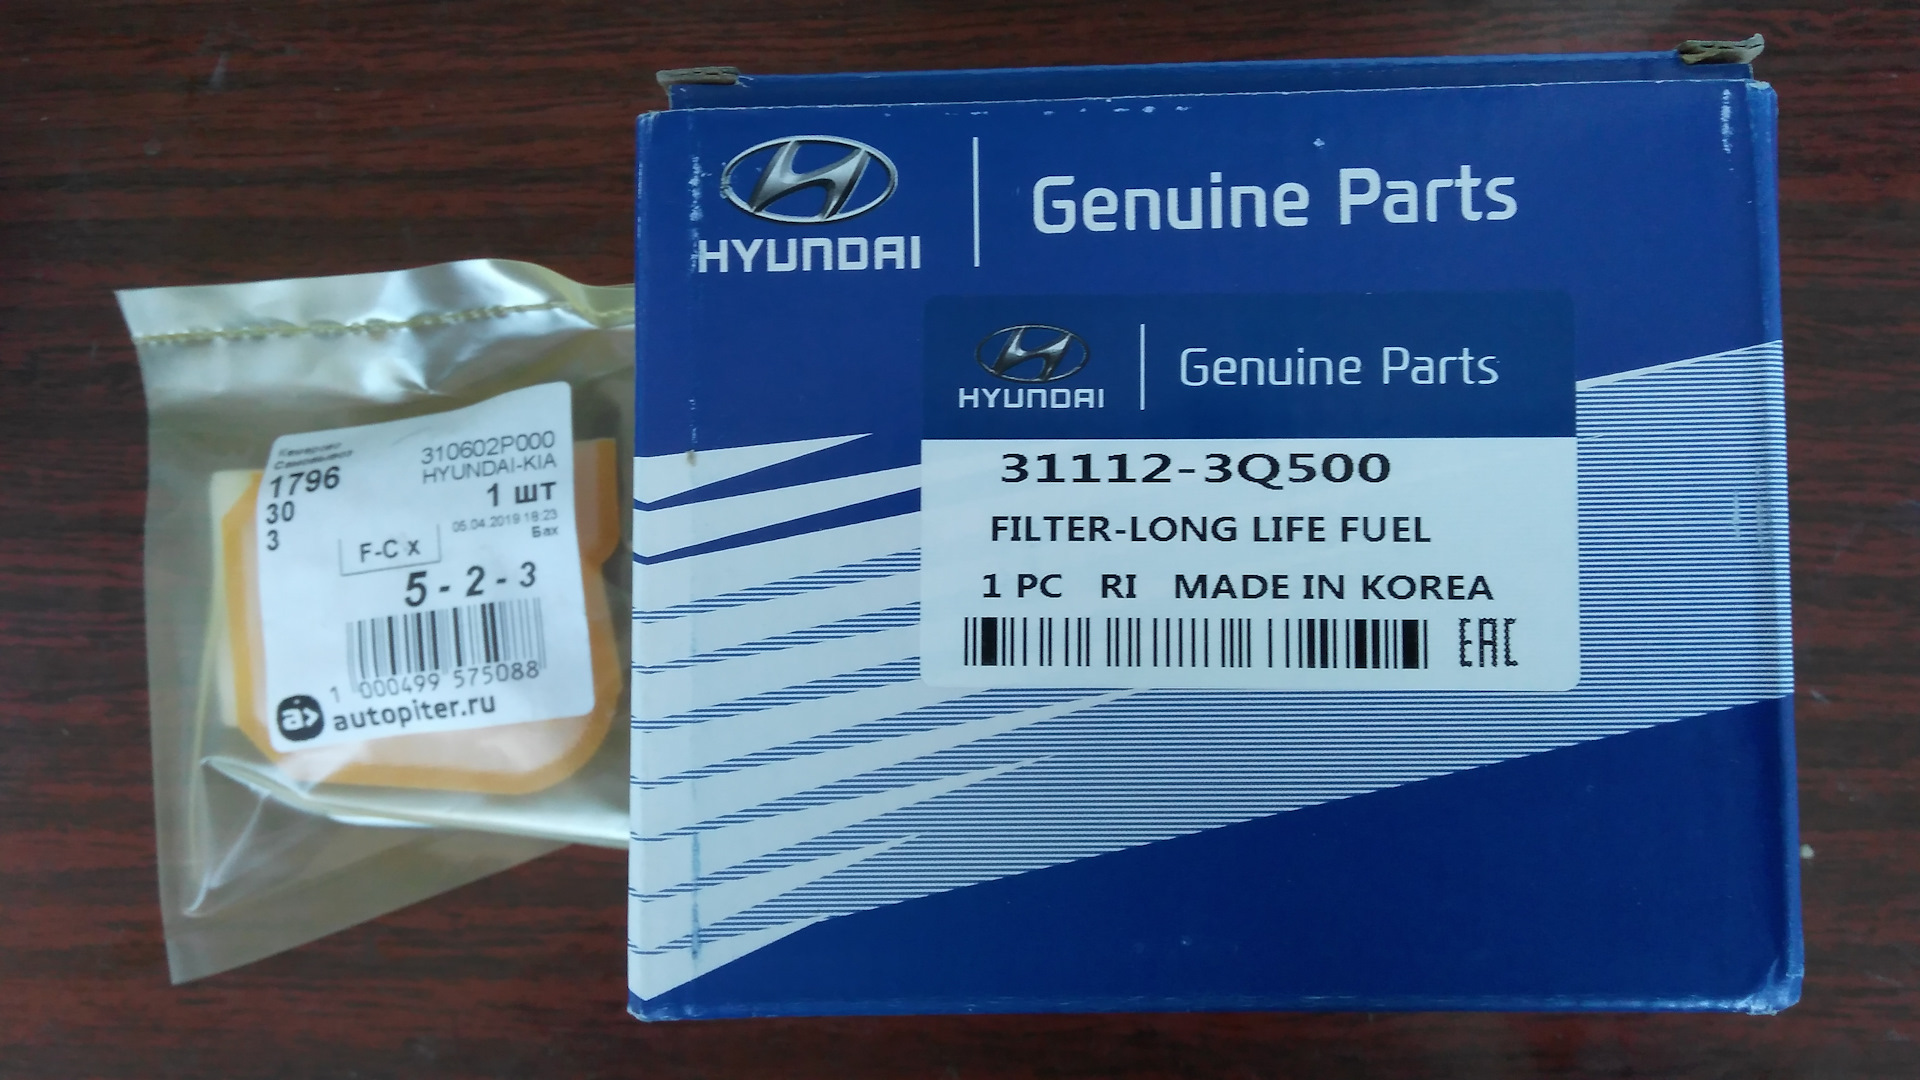 HYUNDAI
Genuine Parts
HYUNDAI
Genuine Parts
31112-3Q500
FILTER-LONG LIFE FUEL
1 PC RI MADE IN KOREA
EAC
Кемерово
310602P000
HYUNDAI-KIA
1796
1 шт
30
05.04.2019 18:23
3
Бах
F-C x
5 - 2 - 3
1 000499 575088
autopiter.ru